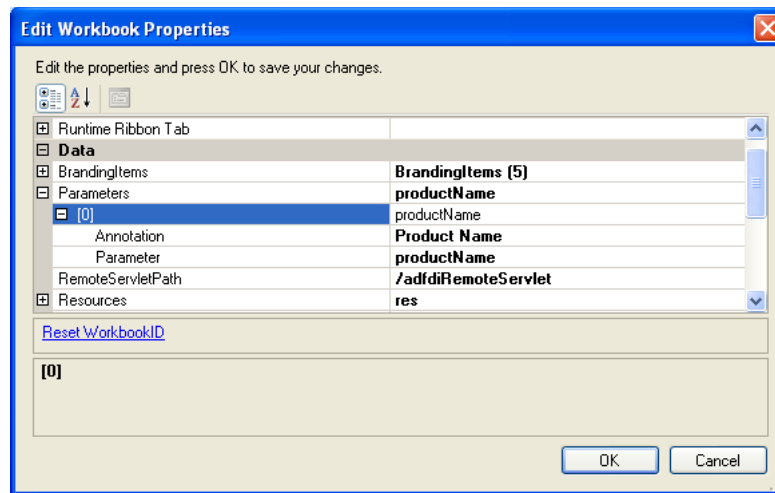 Edit Workbook Properties
Edit the properties and press OK to save your changes.
Runtime Ribbon Tab
Data
BrandingItems BrandingItems (5)
Parameters productName
[0] productName
Annotation Product Name
Parameter productName
RemoteServletPath /adfdiRemoteServlet
Resources res
Reset WorkbookID
[0]
OK Cancel